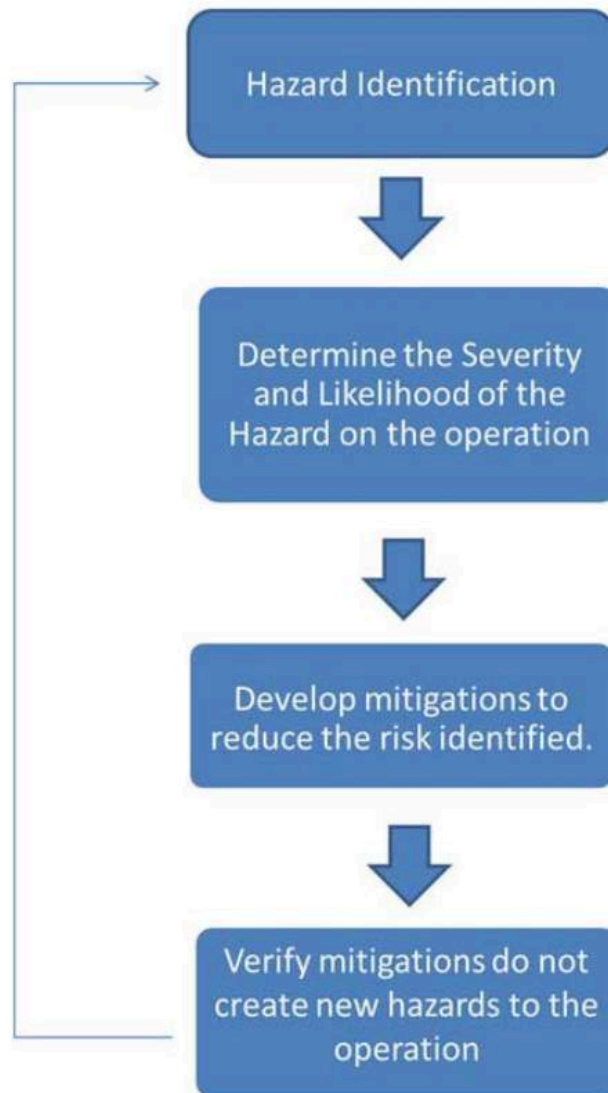 Hazard Identification
Determine the Severity
and Likelihood of the
Hazard on the operation
Develop mitigations to
reduce the risk identified.
Verify mitigations do not
create new hazards to the
operation